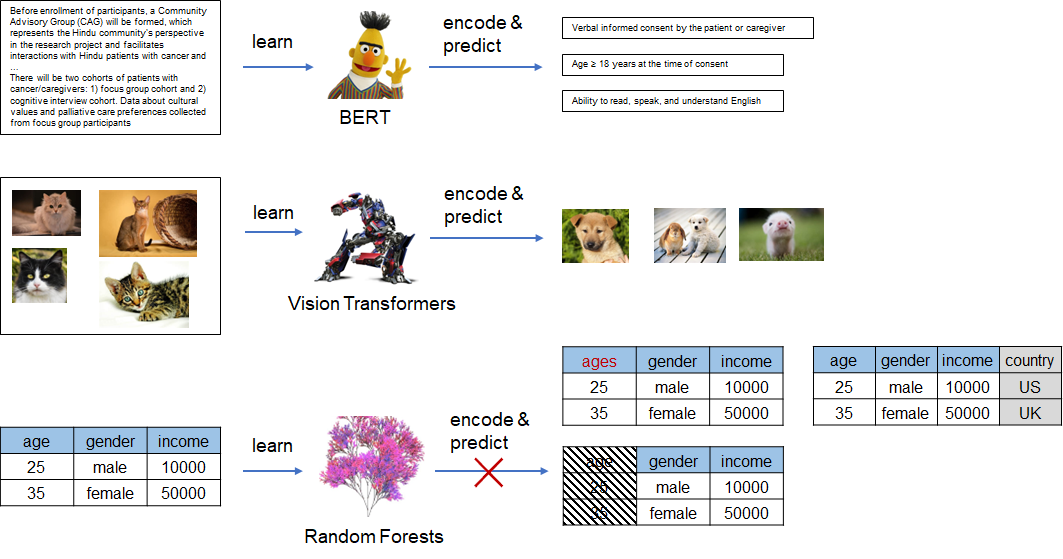 Before enrollment of participants, a Community
Advisory Group (CAG) will be formed, which
represents the Hindu community's perspective
in the research project and facilitates
interactions with Hindu patients with cancer and
...
There will be two cohorts of patients with
cancer/caregivers: 1) focus group cohort and 2)
cognitive interview cohort. Data about cultural
values and palliative care preferences collected
from focus group participants
learn
BERT
encode &
predict
Verbal informed consent by the patient or caregiver
Age ≥ 18 years at the time of consent
Ability to read, speak, and understand English
learn
Vision Transformers
encode &
predict
age gender income
25 male 10000
35 female 50000
learn
Random Forests
encode &
predict
ages gender income
25 male 10000
35 female 50000
age gender income country
25 male 10000 US
35 female 50000 UK
age gender income
25 male 10000
35 female 50000